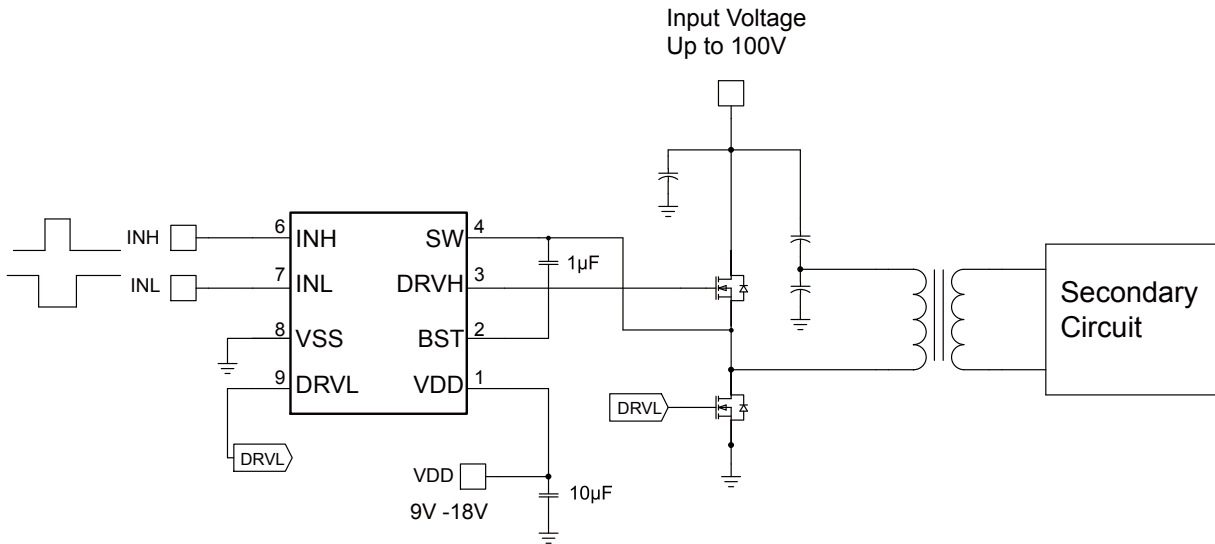 Input Voltage
Up to 100V
INH
6
INH
SW
4
1µF
INL
7
INL
DRVH
3
8
VSS
BST
2
9
DRVL
VDD
1
DRVL
DRVL
VDD
10µF
9V -18V
Secondary
Circuit